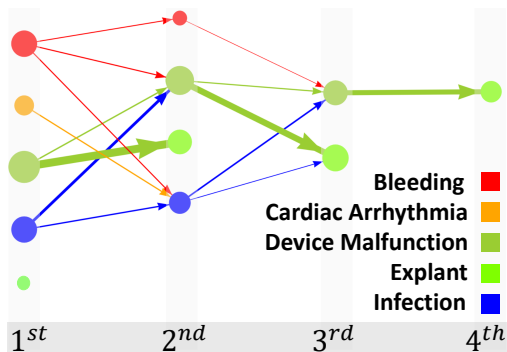 Bleeding
Cardiac Arrhythmia
Device Malfunction
Explant
Infection
1st 2nd 3rd 4th